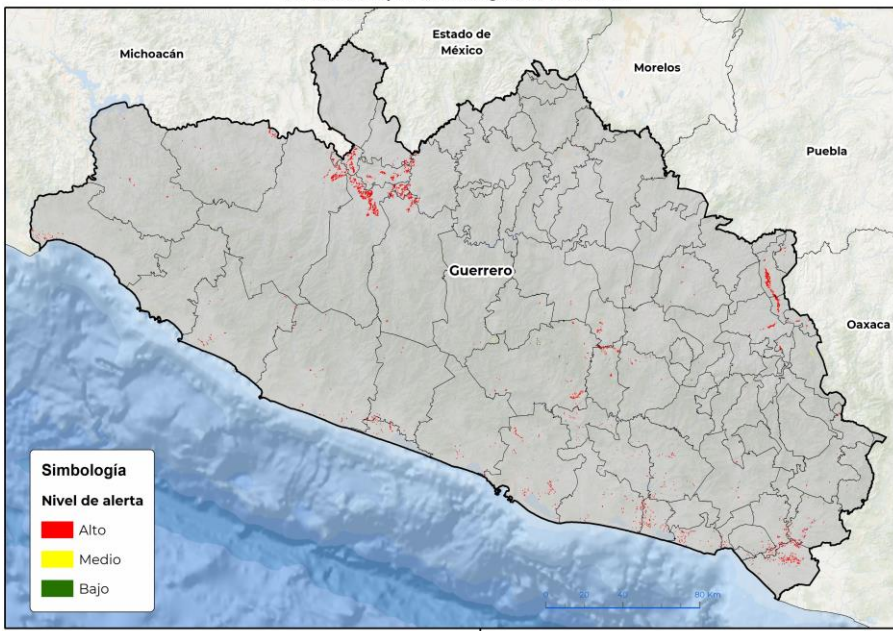 Estado de
México
Michoacán
Morelos
Puebla
Guerrero
Oaxaca
Simbología
Nivel de alerta
Alto
Medio
Bajo
0 20 40 80 Km